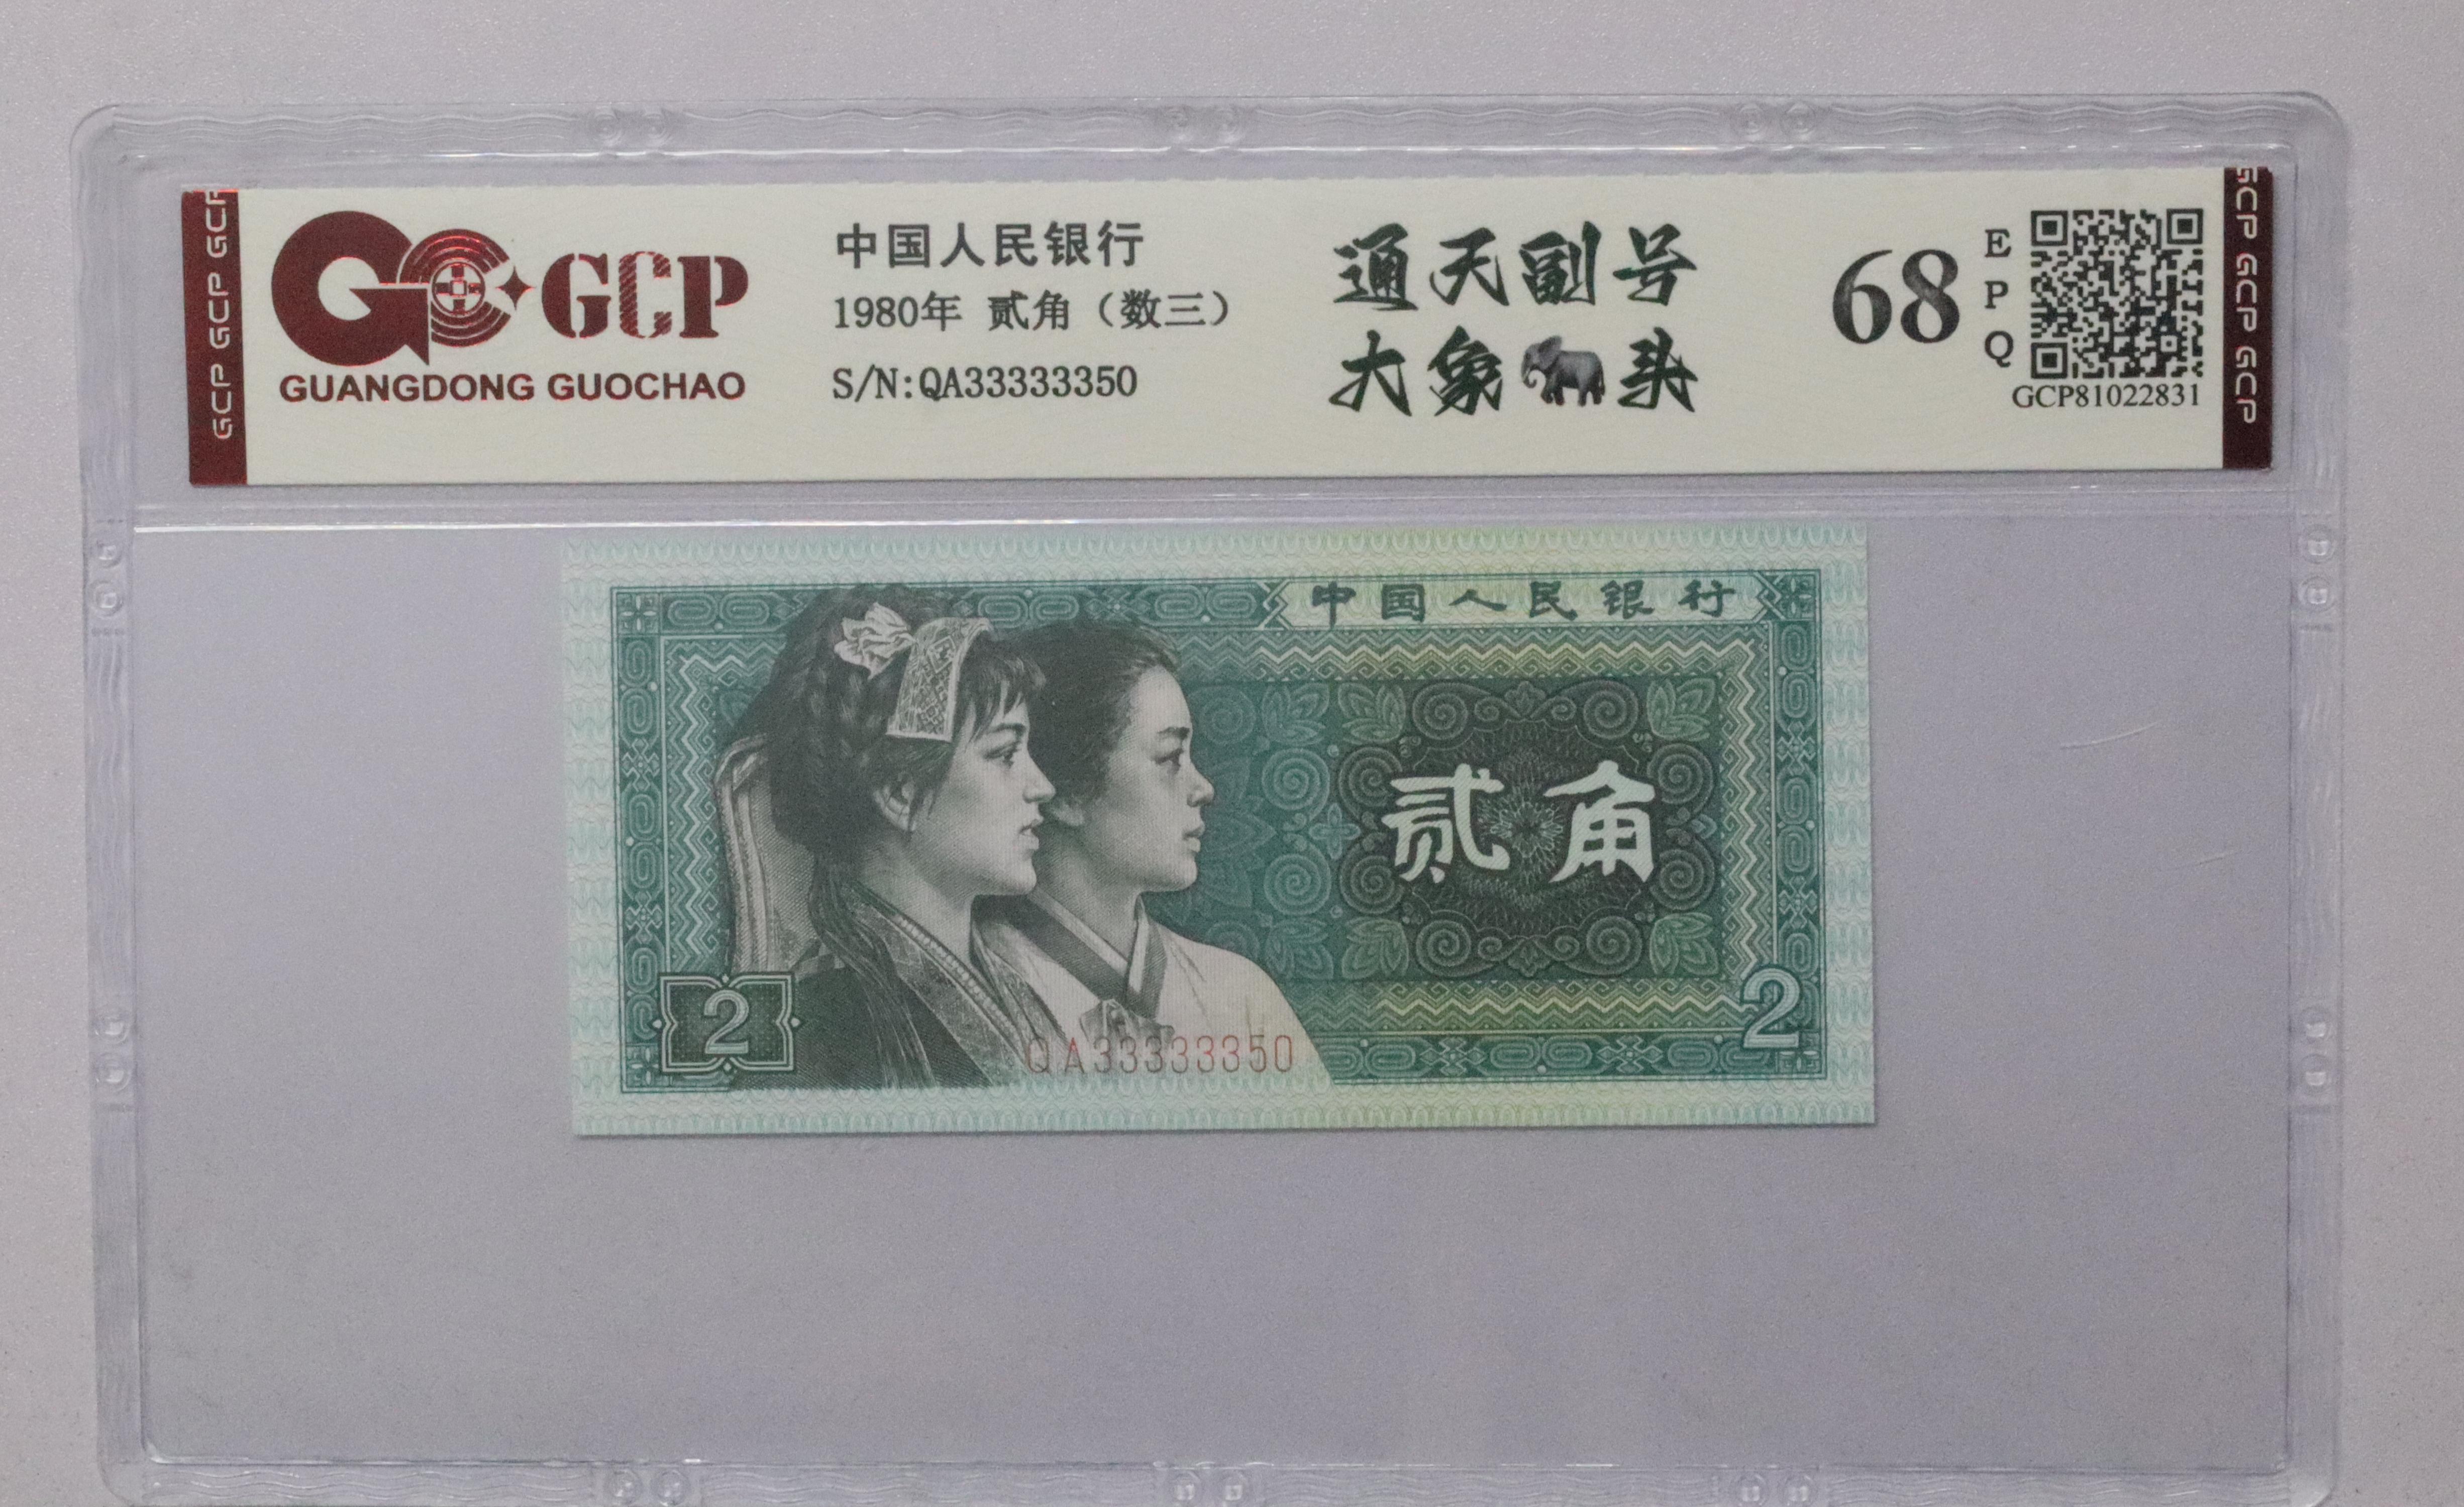 GCP GCP GCP
GCP
GUANGDONG GUOCHAO
中国人民银行
1980年 贰角（数三）
S/N:QA33333350
通天副号
大象🐘头
68
EPQ
GCP81022831
GCP GCP GCP
中国人民银行
贰角
2
2
QA33333350